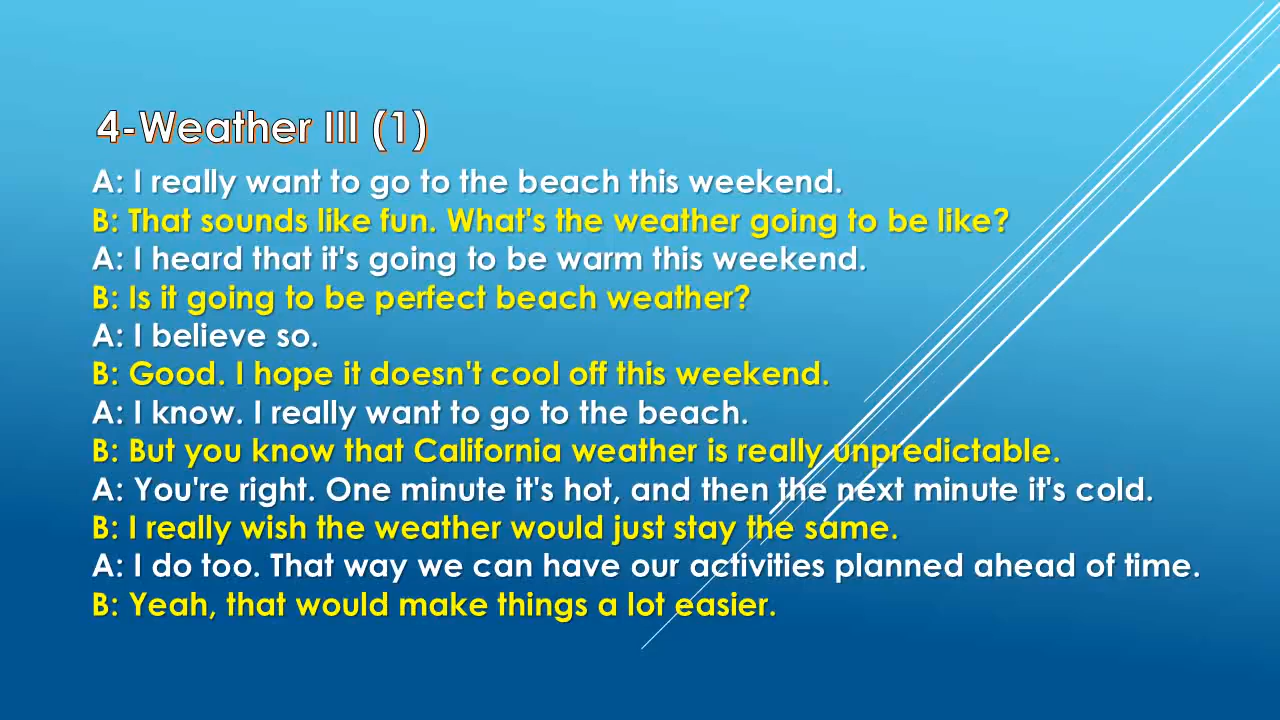 4-Weather III (1)
A: I really want to go to the beach this weekend.
B: That sounds like fun. What's the weather going to be like?
A: I heard that it's going to be warm this weekend.
B: Is it going to be perfect beach weather?
A: I believe so.
B: Good. I hope it doesn't cool off this weekend.
A: I know. I really want to go to the beach.
B: But you know that California weather is really unpredictable.
A: You're right. One minute it's hot, and then the next minute it's cold.
B: I really wish the weather would just stay the same.
A: I do too. That way we can have our activities planned ahead of time.
B: Yeah, that would make things a lot easier.